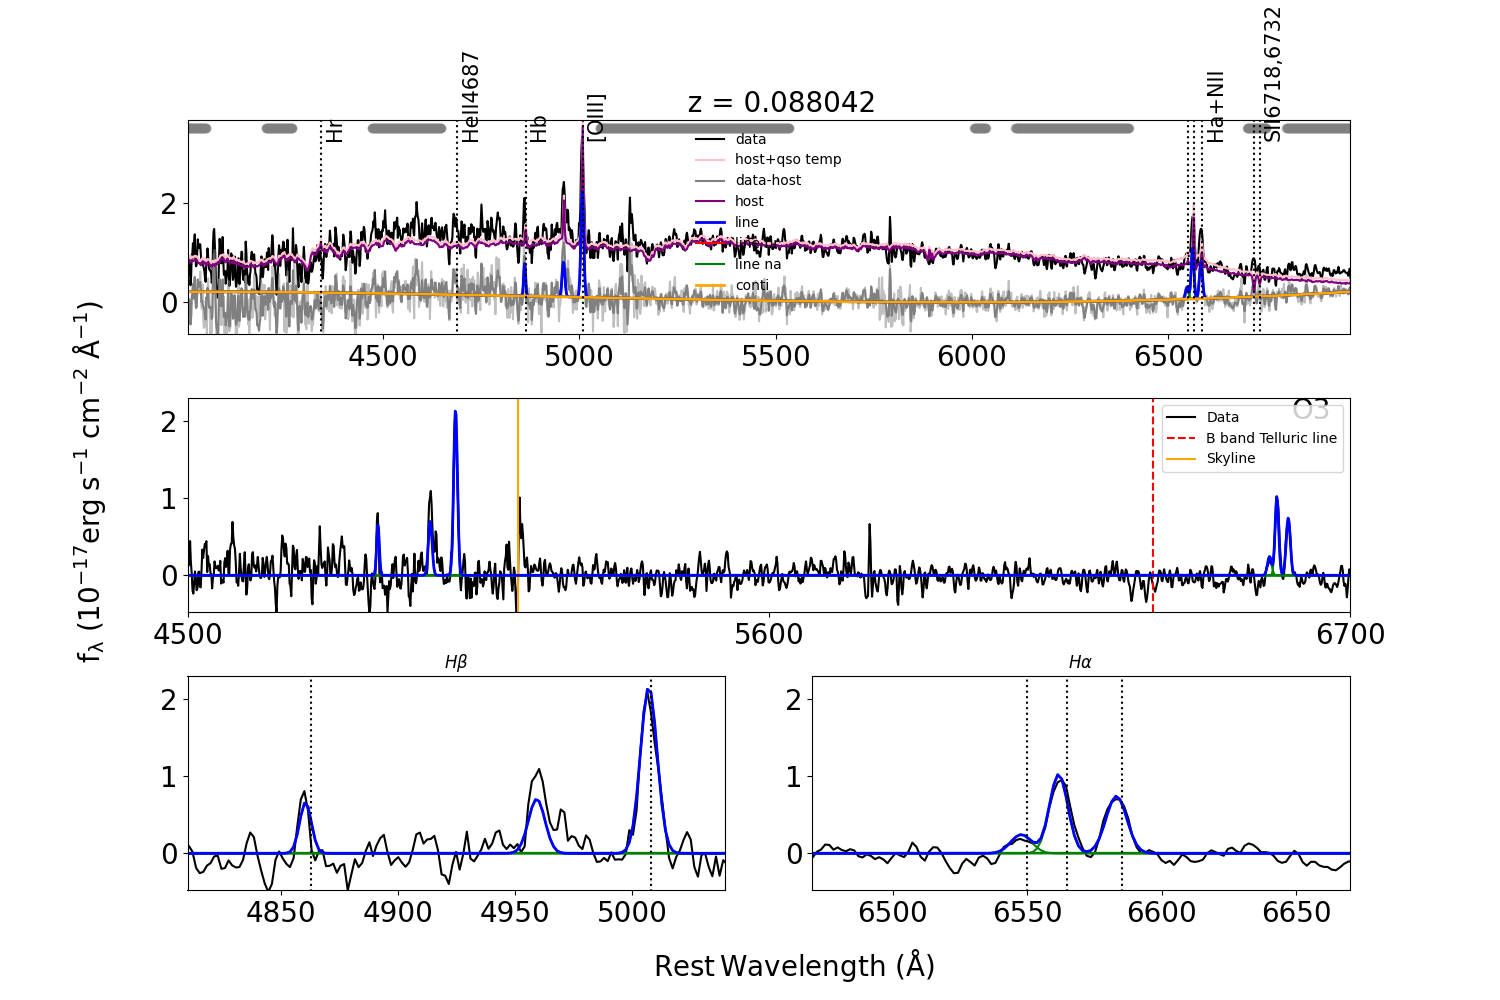 z = 0.088042
Hr
HeII4687
Hb
[OIII]
Ha+NII
SII6718,6732
data
host+qso temp
data-host
host
line
line na
conti
2
0
4500
5000
5500
6000
6500
fλ (10⁻¹⁷erg s⁻¹ cm⁻² Å⁻¹)
O3
Data
B band Telluric line
Skyline
2
1
0
4500
5600
6700
Hβ
2
1
0
4850
4900
4950
5000
Hα
2
1
0
6500
6550
6600
6650
Rest Wavelength (Å)